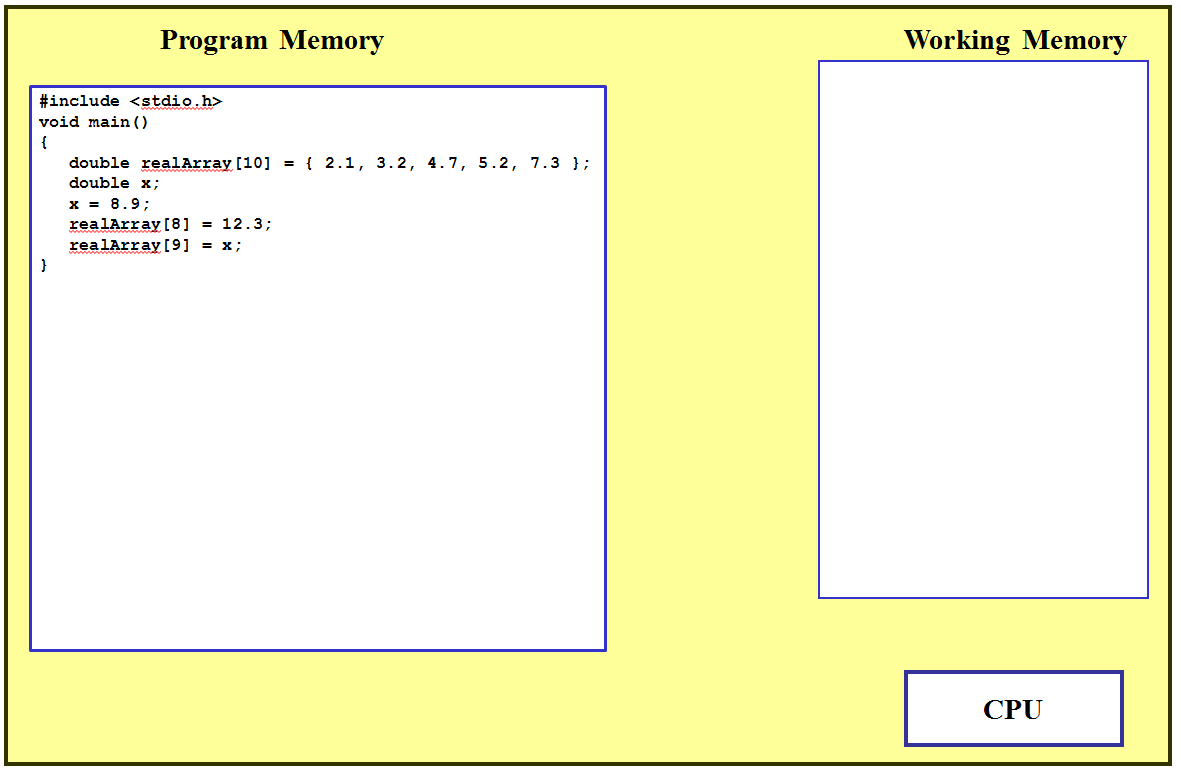 Program Memory
Working Memory
#include <stdio.h>
void main()
{
   double realArray[10] = { 2.1, 3.2, 4.7, 5.2, 7.3 };
   double x;
   x = 8.9;
   realArray[8] = 12.3;
   realArray[9] = x;
}
CPU